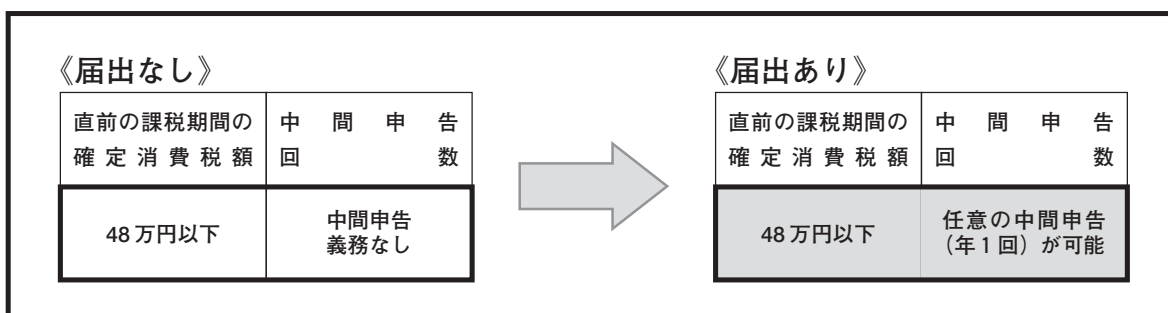 《届出なし》
直前の課税期間の
確定消費税額
中間申告
回数
48万円以下
中間申告
義務なし
《届出あり》
直前の課税期間の
確定消費税額
中間申告
回数
48万円以下
任意の中間申告
(年1回)が可能